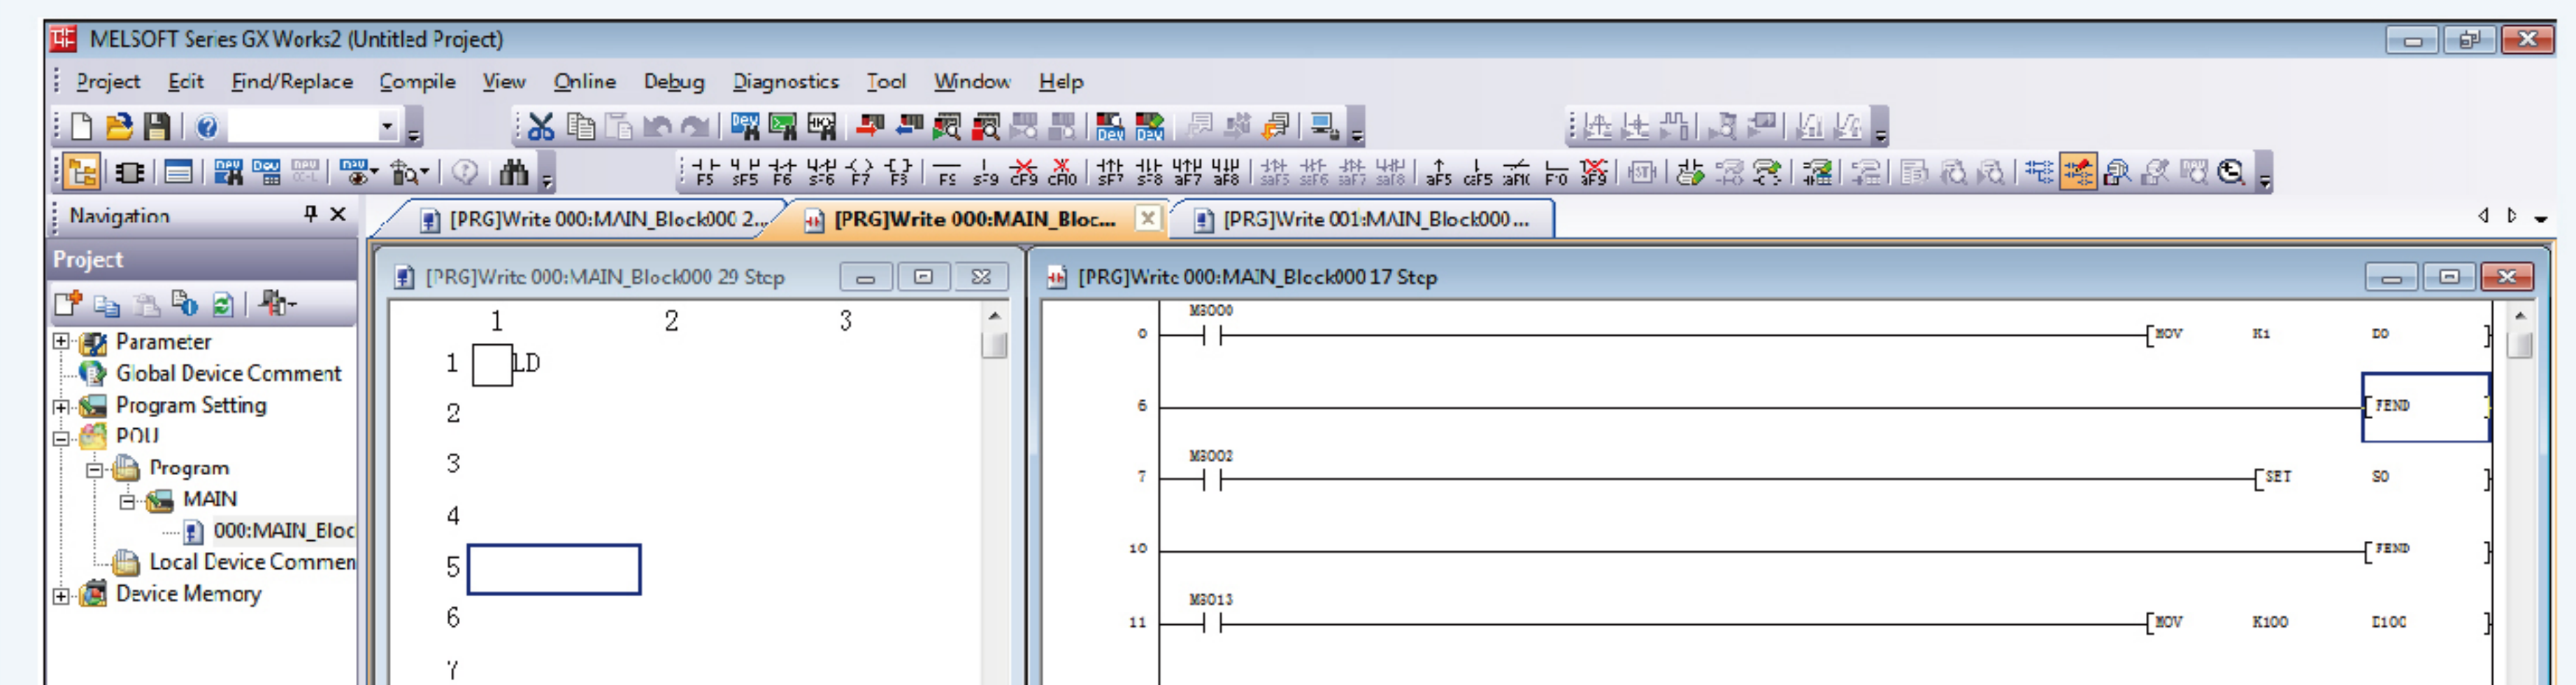 MELSOFT Series GX Works2 (Untitled Project)
Project Edit Find/Replace Compile View Online Debug Diagnostics Tool Window Help
F5 sF5 F6 sF6 F7 F8 F9 sF9 cF9 cF10 sF7 sF8 aF7 aF8 saF5 saF6 saF7 saF8 aF5 caF5 caF10 F10 aF9
Navigation
[PRG]Write 000:MAIN_Block000 2... [PRG]Write 000:MAIN_Bloc... [PRG]Write 001:MAIN_Block000 ...
Project
Parameter
Global Device Comment
Program Setting
POU
Program
MAIN
000:MAIN_Bloc
Local Device Commen
Device Memory
[PRG]Write 000:MAIN_Block000 29 Step
1 2 3
1 LD
2
3
4
5
6
7
[PRG]Write 000:MAIN_Block000 17 Step
M8000
0 MOV K1 D0
6 FEND
M8002
7 SET S0
10 FEND
M8013
11 MOV K100 D100